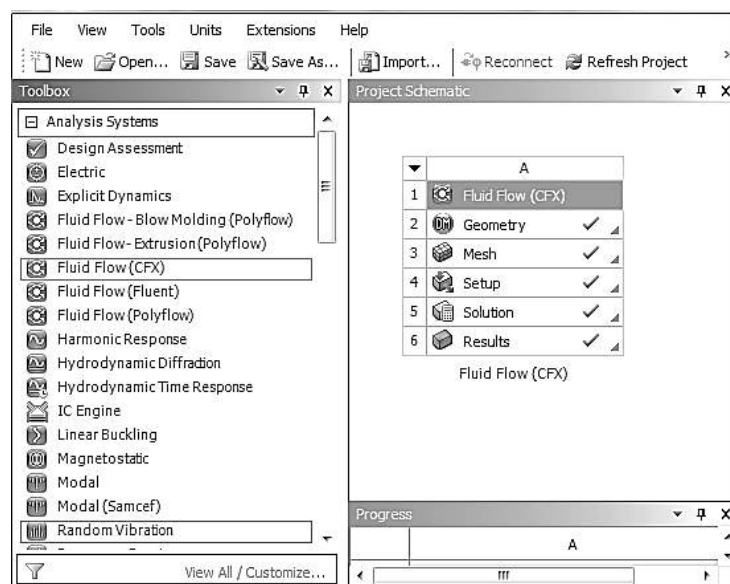 File View Tools Units Extensions Help
New Open... Save Save As... Import... Reconnect Refresh Project
Toolbox
Analysis Systems
Design Assessment
Electric
Explicit Dynamics
Fluid Flow - Blow Molding (Polyflow)
Fluid Flow - Extrusion (Polyflow)
Fluid Flow (CFX)
Fluid Flow (Fluent)
Fluid Flow (Polyflow)
Harmonic Response
Hydrodynamic Diffraction
Hydrodynamic Time Response
IC Engine
Linear Buckling
Magnetostatic
Modal
Modal (Samcef)
Random Vibration
View All / Customize...
Project Schematic
A
1 Fluid Flow (CFX)
2 Geometry
3 Mesh
4 Setup
5 Solution
6 Results
Fluid Flow (CFX)
Progress
A